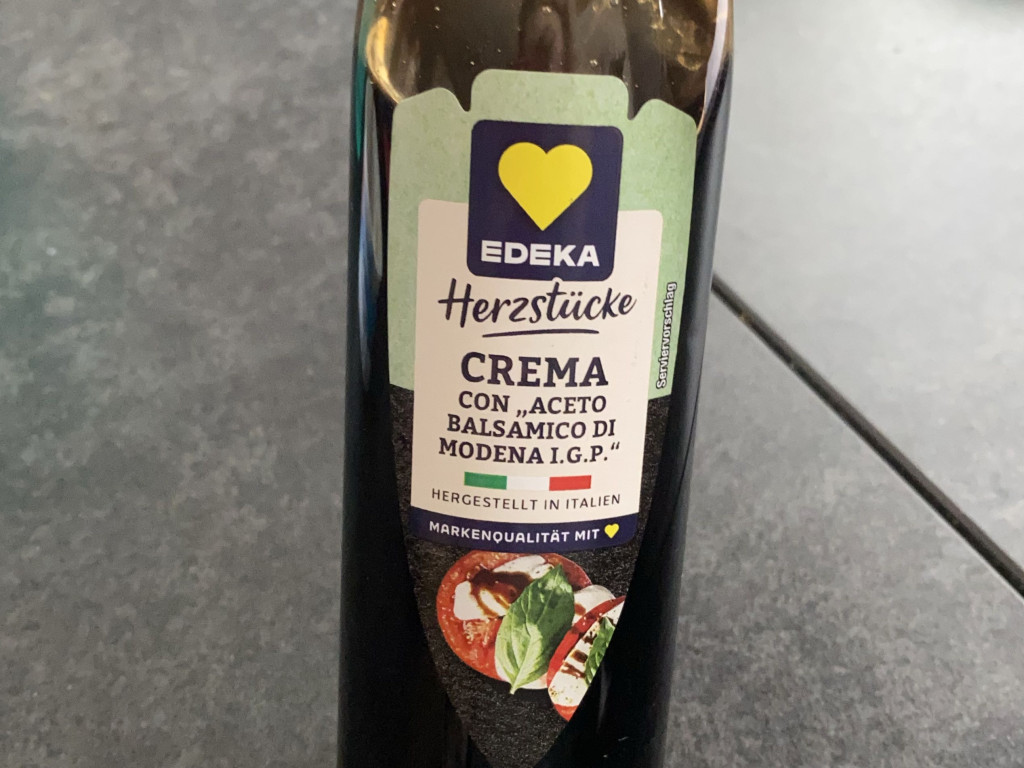 EDEKA
Herzstücke
CREMA
CON „ACETO
BALSAMICO DI
MODENA I.G.P.“
HERGESTELLT IN ITALIEN
MARKENQUALITÄT MIT
Serviervorschlag